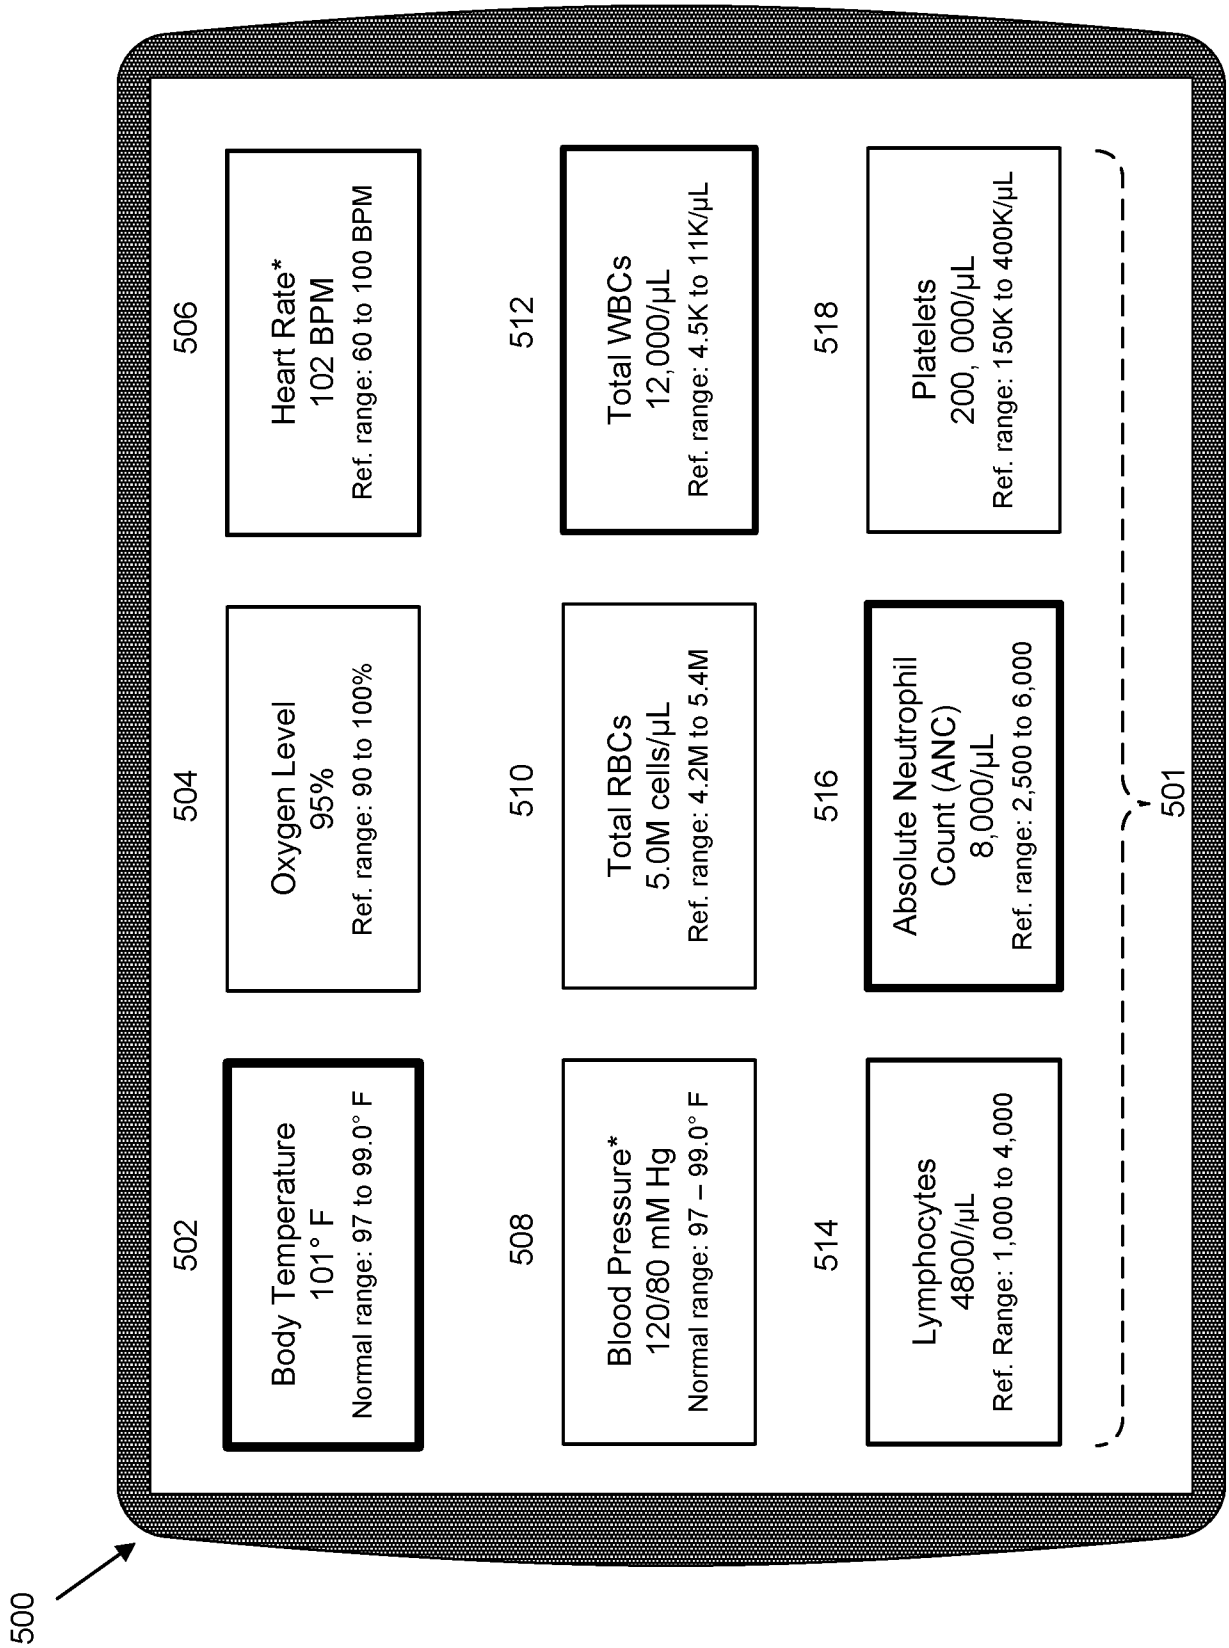 500
502
Body Temperature
101° F
Normal range: 97 to 99.0° F
504
Oxygen Level
95%
Ref. range: 90 to 100%
506
Heart Rate*
102 BPM
Ref. range: 60 to 100 BPM
508
Blood Pressure*
120/80 mM Hg
Normal range: 97 – 99.0° F
510
Total RBCs
5.0M cells/µL
Ref. range: 4.2M to 5.4M
512
Total WBCs
12,000/µL
Ref. range: 4.5K to 11K/µL
514
Lymphocytes
4800//µL
Ref. Range: 1,000 to 4,000
516
Absolute Neutrophil
Count (ANC)
8,000/µL
Ref. range: 2,500 to 6,000
518
Platelets
200, 000/µL
Ref. range: 150K to 400K/µL
501